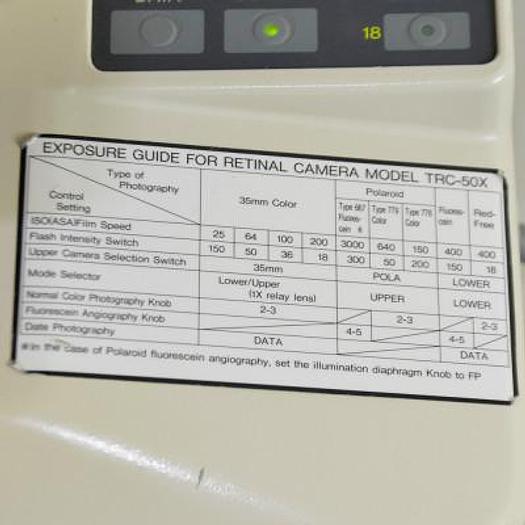 18
EXPOSURE GUIDE FOR RETINAL CAMERA MODEL TRC-50X
Type of Photography
Control Setting
35mm Color
Polaroid
Type 667 Fluores-cein ※
Type 779 Color
Type 778 Color
Fluores-cein
Red-Free
ISO(ASA)Film Speed 25 64 100 200 3000 640 150 400 400
Flash Intensity Switch 150 50 36 18 300 50 200 150 18
Upper Camera Selection Switch 35mm POLA LOWER
Mode Selector Lower/Upper (1X relay lens) UPPER LOWER
Normal Color Photography Knob 2-3 2-3 2-3
Fluorescein Angiography Knob 4-5 4-5
Date Photography DATA DATA
※In the case of Polaroid fluorescein angiography, set the illumination diaphragm Knob to FP